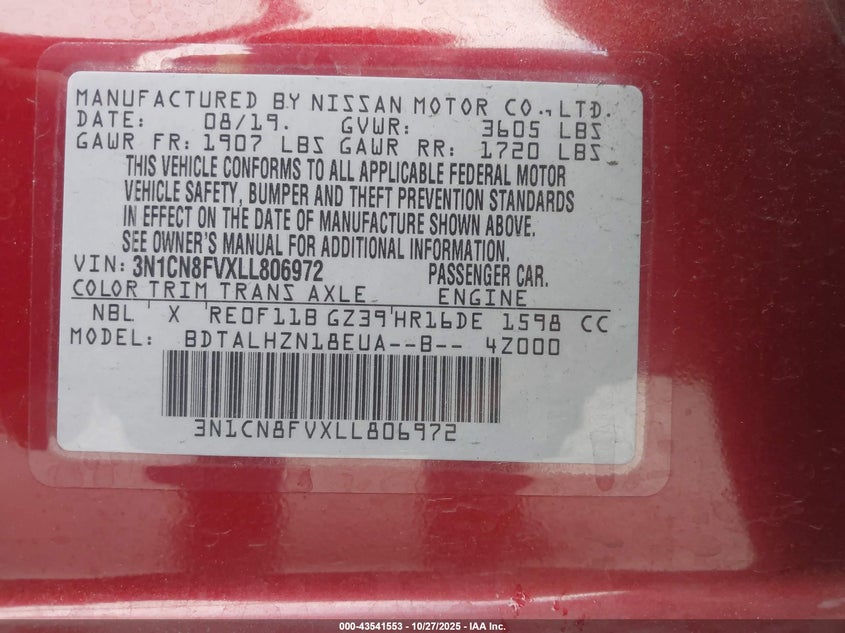 MANUFACTURED BY NISSAN MOTOR CO.,LTD.
DATE: 08/19. GVWR: 3605 LBS
GAWR FR: 1907 LBS GAWR RR: 1720 LBS
THIS VEHICLE CONFORMS TO ALL APPLICABLE FEDERAL MOTOR
VEHICLE SAFETY, BUMPER AND THEFT PREVENTION STANDARDS
IN EFFECT ON THE DATE OF MANUFACTURE SHOWN ABOVE.
SEE OWNER'S MANUAL FOR ADDITIONAL INFORMATION.
VIN: 3N1CN8FVXLL806972 PASSENGER CAR.
COLOR TRIM TRANS AXLE ENGINE
NBL X RE0F11B GZ39 HR16DE 1598 CC
MODEL: BDTALHZN18EUA--B-- 4Z000
3N1CN8FVXLL806972
000-43541553 | 10/27/2025 | IAA Inc.